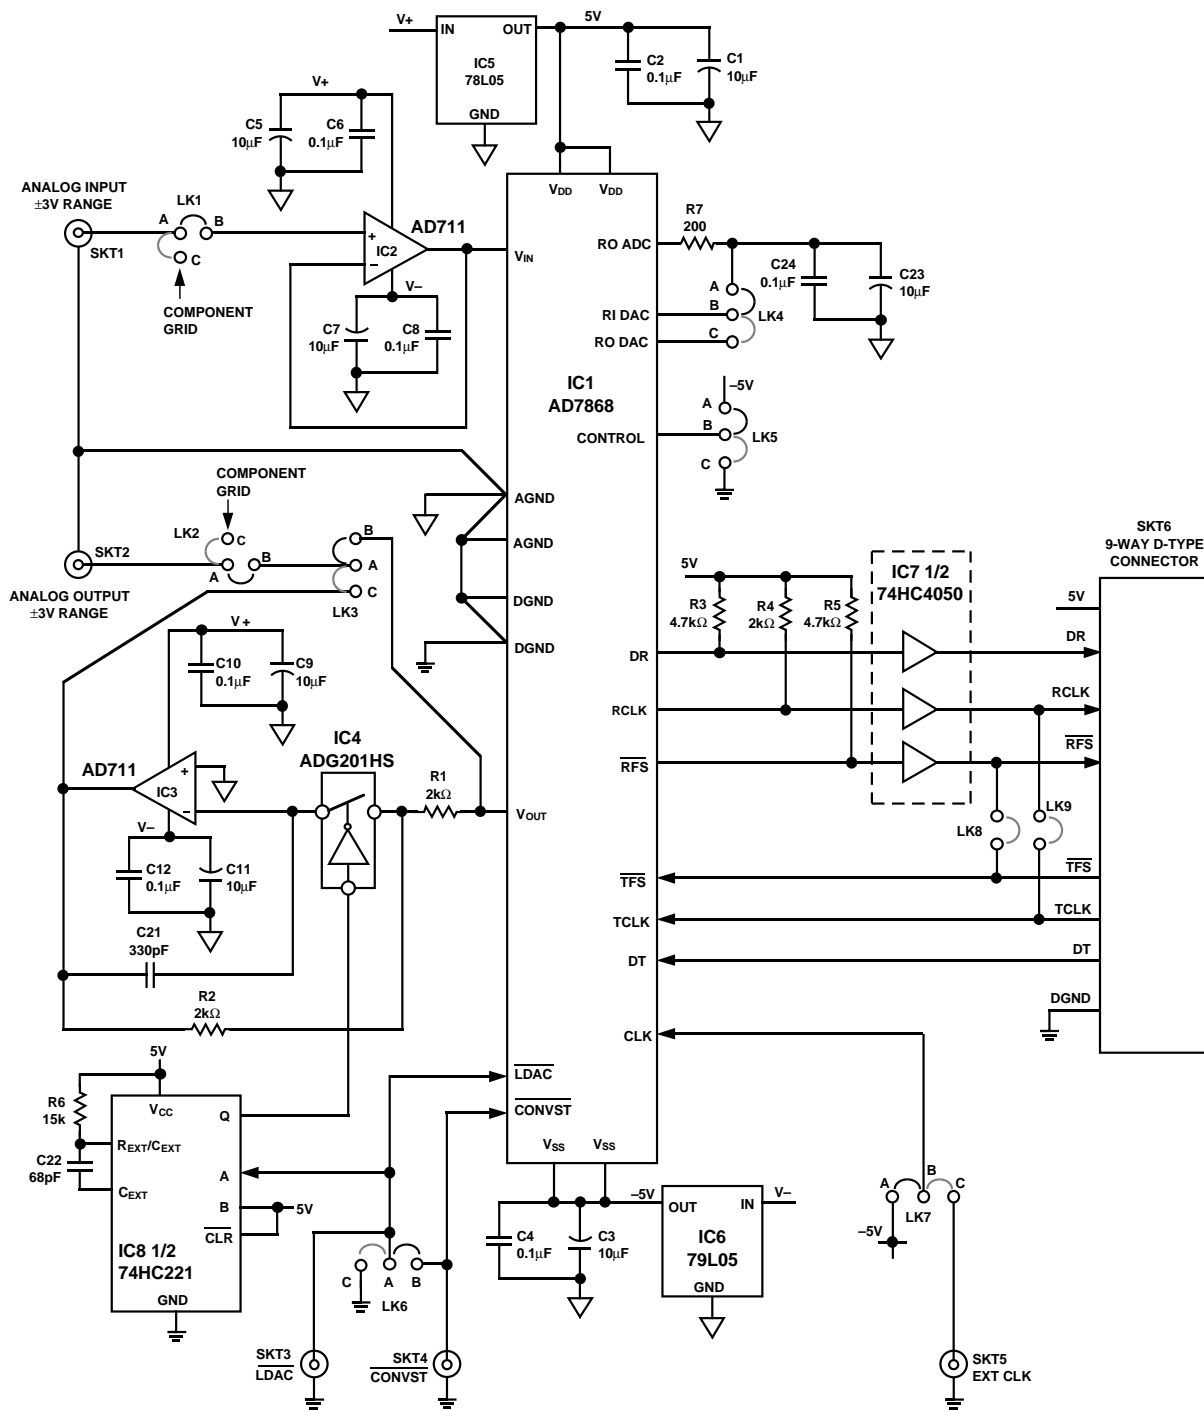 V+
IN
OUT
IC5
78L05
GND
5V
C2
0.1μF
C1
10μF
V+
C5
10μF
C6
0.1μF
ANALOG INPUT
±3V RANGE
LK1
A
B
C
SKT1
COMPONENT
GRID
AD711
+
IC2
–
V–
C7
10μF
C8
0.1μF
VDD
VDD
VIN
R7
200
RO ADC
C24
0.1μF
C23
10μF
A
RI DAC
B
LK4
RO DAC
C
IC1
AD7868
–5V
A
CONTROL
B
LK5
C
COMPONENT
GRID
AGND
AGND
DGND
DGND
LK2
C
B
A
B
A
C
LK3
SKT2
ANALOG OUTPUT
±3V RANGE
V+
C10
0.1μF
C9
10μF
SKT6
9-WAY D-TYPE
CONNECTOR
IC7 1/2
74HC4050
5V
R3
4.7kΩ
R4
2kΩ
R5
4.7kΩ
5V
DR
DR
RCLK
RCLK
RFS
RFS
AD711
+
IC3
–
IC4
ADG201HS
R1
2kΩ
VOUT
V–
C12
0.1μF
C11
10μF
C21
330pF
R2
2kΩ
LK8
LK9
TFS
TFS
TCLK
TCLK
DT
DT
DGND
CLK
5V
R6
15k
VCC
Q
REXT/CEXT
C22
68pF
CEXT
A
B
5V
CLR
IC8 1/2
74HC221
GND
LDAC
CONVST
VSS
VSS
C
A
B
LK6
C4
0.1μF
C3
10μF
–5V
OUT
IN
V–
IC6
79L05
GND
A
B
C
LK7
–5V
SKT3
LDAC
SKT4
CONVST
SKT5
EXT CLK